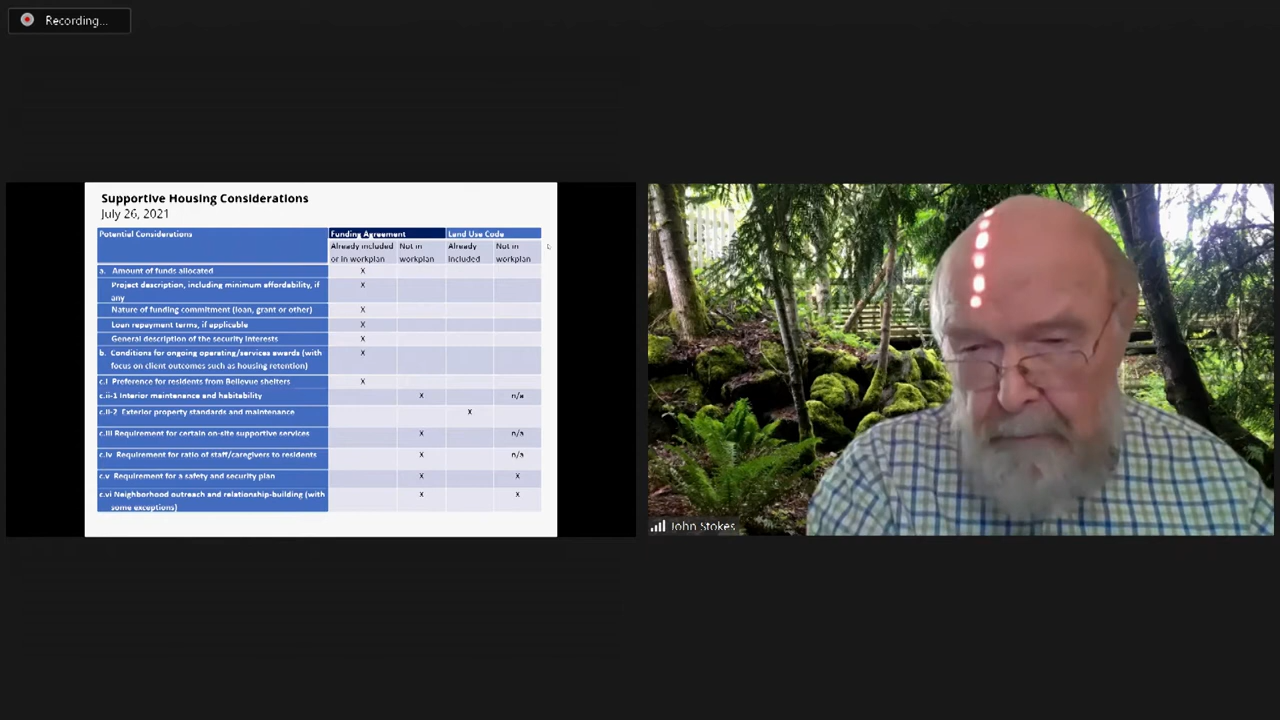 Recording...
Supportive Housing Considerations
July 26, 2021
Potential Considerations
Funding Agreement
Land Use Code
Already included or in workplan
Not in workplan
Already included
Not in workplan
a. Amount of funds allocated X
Project description, including minimum affordability, if any X
Nature of funding commitment (loan, grant or other) X
Loan repayment terms, if applicable X
General description of the security interests X
b. Conditions for ongoing operating/services awards (with focus on client outcomes such as housing retention) X
c.i Preference for residents from Bellevue shelters X
c.ii-1 Interior maintenance and habitability X n/a
c.ii-2 Exterior property standards and maintenance X
c.iii Requirement for certain on-site supportive services X n/a
c.iv Requirement for ratio of staff/caregivers to residents X n/a
c.v Requirement for a safety and security plan X X
c.vi Neighborhood outreach and relationship-building (with some exceptions) X X
John Stokes